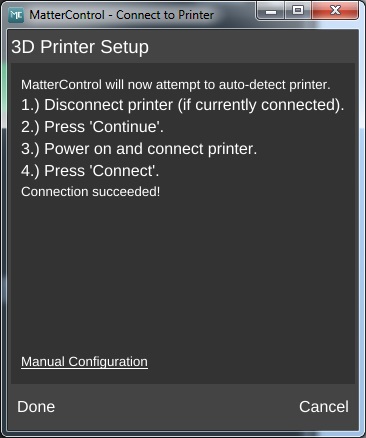 MatterControl - Connect to Printer
3D Printer Setup
MatterControl will now attempt to auto-detect printer.
1.) Disconnect printer (if currently connected).
2.) Press 'Continue'.
3.) Power on and connect printer.
4.) Press 'Connect'.
Connection succeeded!
Manual Configuration
Done Cancel